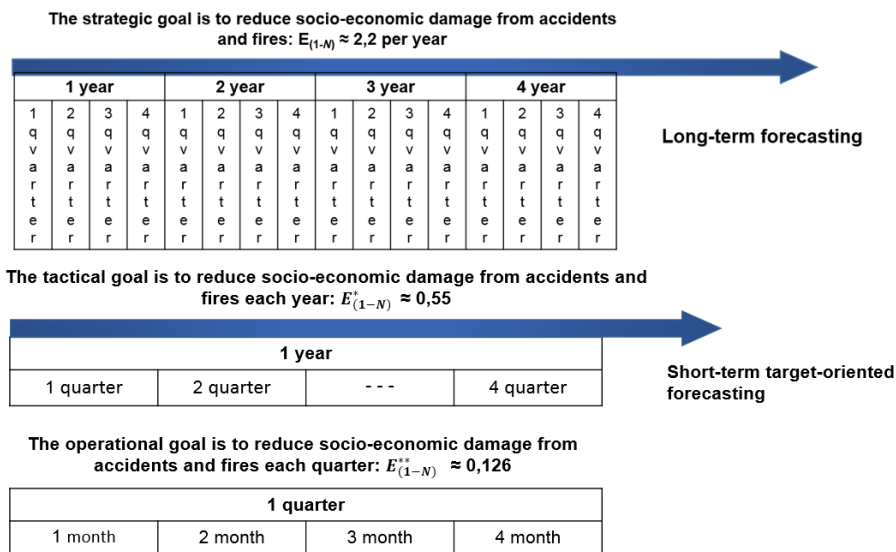 The strategic goal is to reduce socio-economic damage from accidents
and fires: E(1-N) ≈ 2,2 per year
1 year 2 year 3 year 4 year
1 qvarter 2 qvarter 3 qvarter 4 qvarter 1 qvarter 2 qvarter 3 qvarter 4 qvarter 1 qvarter 2 qvarter 3 qvarter 4 qvarter 1 qvarter 2 qvarter 3 qvarter 4 qvarter
Long-term forecasting
The tactical goal is to reduce socio-economic damage from accidents and
fires each year: E*(1−N) ≈ 0,55
1 year
1 quarter 2 quarter - - - 4 quarter
Short-term target-oriented
forecasting
The operational goal is to reduce socio-economic damage from
accidents and fires each quarter: E**(1−N) ≈ 0,126
1 quarter
1 month 2 month 3 month 4 month